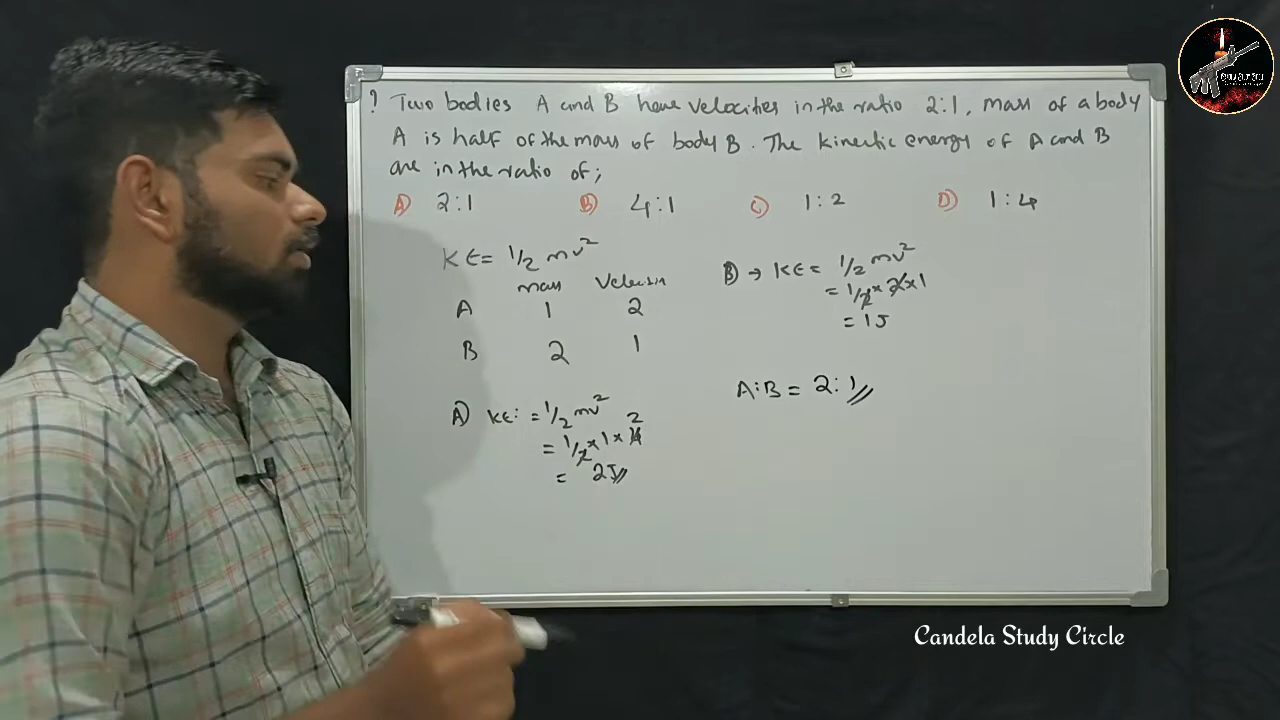 ? Two bodies A and B have velocities in the ratio 2:1, mass of a body
A is half of the mass of body B. The kinectic energy of A and B
are in the ratio of;
A) 2:1 B) 4:1 C) 1:2 D) 1:4
KE= 1/2 mv²
mass
A 1 2
B 2 1
A) KE: = 1/2 mv²
= 1/2 × 1 × 4 2
= 2J
B → KE = 1/2 mv²
= 1/2 × 2 × 1
= 1J
A:B = 2:1
Candela Study Circle